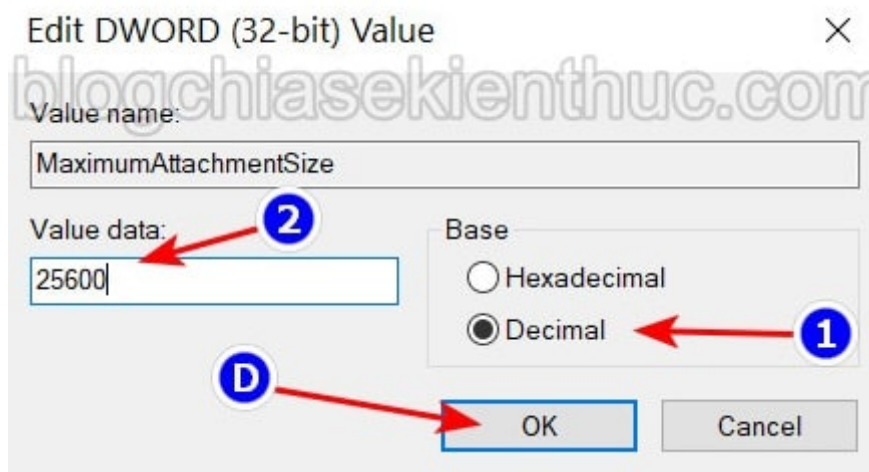 Edit DWORD (32-bit) Value
blogchiasekienthuc.com
Value name:
MaximumAttachmentSize
Value data:
2
Base
25600
Hexadecimal
Decimal
1
D
OK
Cancel